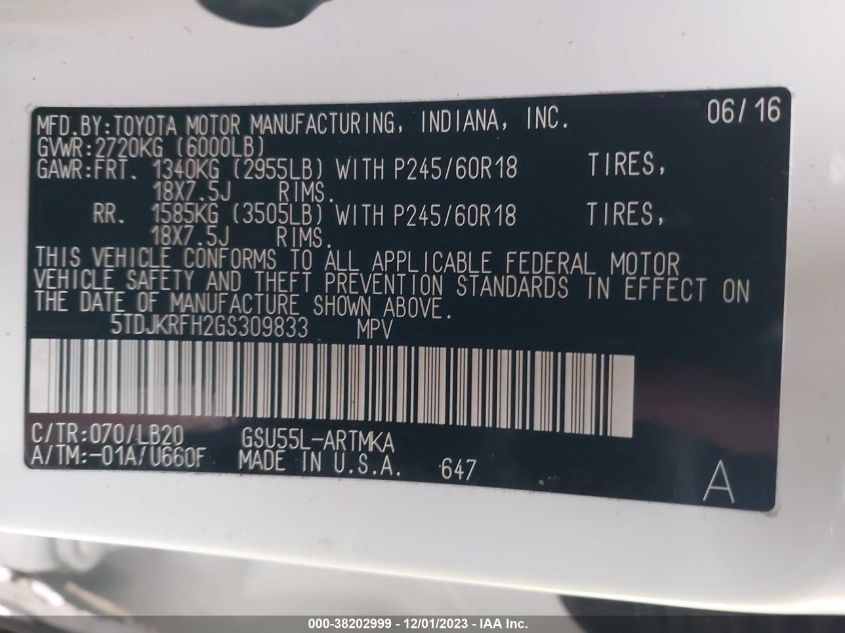 MFD.BY:TOYOTA MOTOR MANUFACTURING, INDIANA, INC. 06/16
GVWR:2720KG (6000LB)
GAWR:FRT. 1340KG (2955LB) WITH P245/60R18 TIRES,
18X7.5J RIMS.
RR. 1585KG (3505LB) WITH P245/60R18 TIRES,
18X7.5J RIMS.
THIS VEHICLE CONFORMS TO ALL APPLICABLE FEDERAL MOTOR
VEHICLE SAFETY AND THEFT PREVENTION STANDARDS IN EFFECT ON
THE DATE OF MANUFACTURE SHOWN ABOVE.
5TDJKRFH2GS309833 MPV
C/TR:070/LB20 GSU55L-ARTMKA
A/TM:-01A/U660F MADE IN U.S.A. 647
A
000-38202999 - 12/01/2023 - IAA Inc.